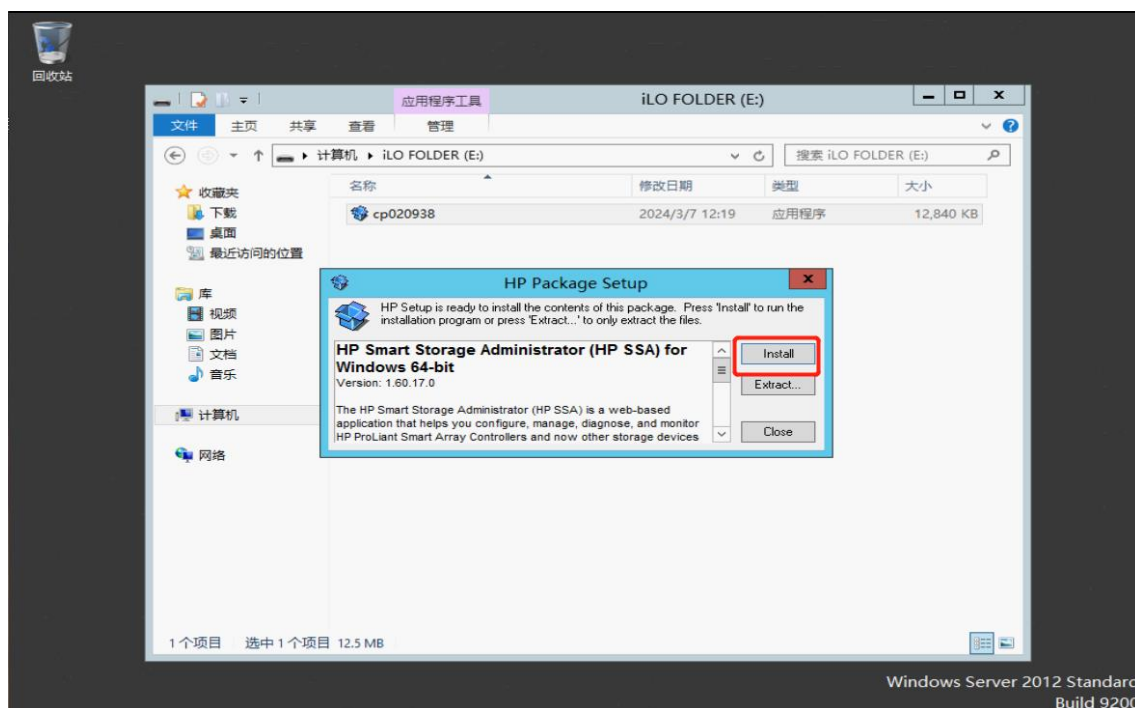 回收站
应用程序工具
iLO FOLDER (E:)
文件 主页 共享 查看 管理
计算机 iLO FOLDER (E:)
搜索 iLO FOLDER (E:)
名称 修改日期 类型 大小
cp020938 2024/3/7 12:19 应用程序 12,840 KB
收藏夹
下载
桌面
最近访问的位置
库
视频
图片
文档
音乐
计算机
网络
HP Package Setup
HP Setup is ready to install the contents of this package. Press 'Install' to run the
installation program or press 'Extract...' to only extract the files.
HP Smart Storage Administrator (HP SSA) for
Windows 64-bit
Version: 1.60.17.0
The HP Smart Storage Administrator (HP SSA) is a web-based
application that helps you configure, manage, diagnose, and monitor
HP ProLiant Smart Array Controllers and now other storage devices
Install
Extract...
Close
1个项目 选中 1 个项目 12.5 MB
Windows Server 2012 Standard
Build 9200